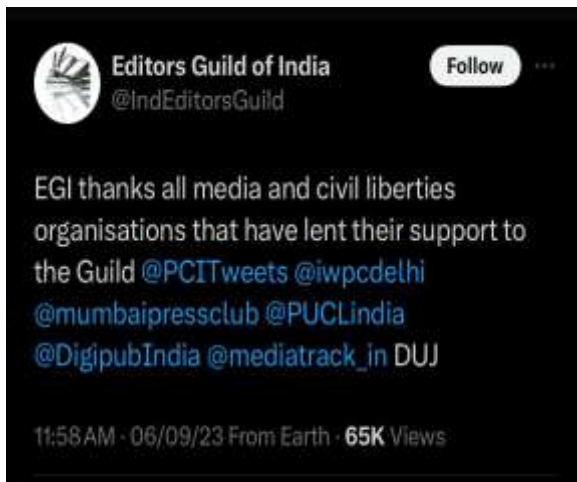 Editors Guild of India
Follow
@IndEditorsGuild
EGI thanks all media and civil liberties
organisations that have lent their support to
the Guild @PCITweets @iwpcdelhi
@mumbaipressclub @PUCLindia
@DigipubIndia @mediatrack_in DUJ
11:58 AM · 06/09/23 From Earth · 65K Views